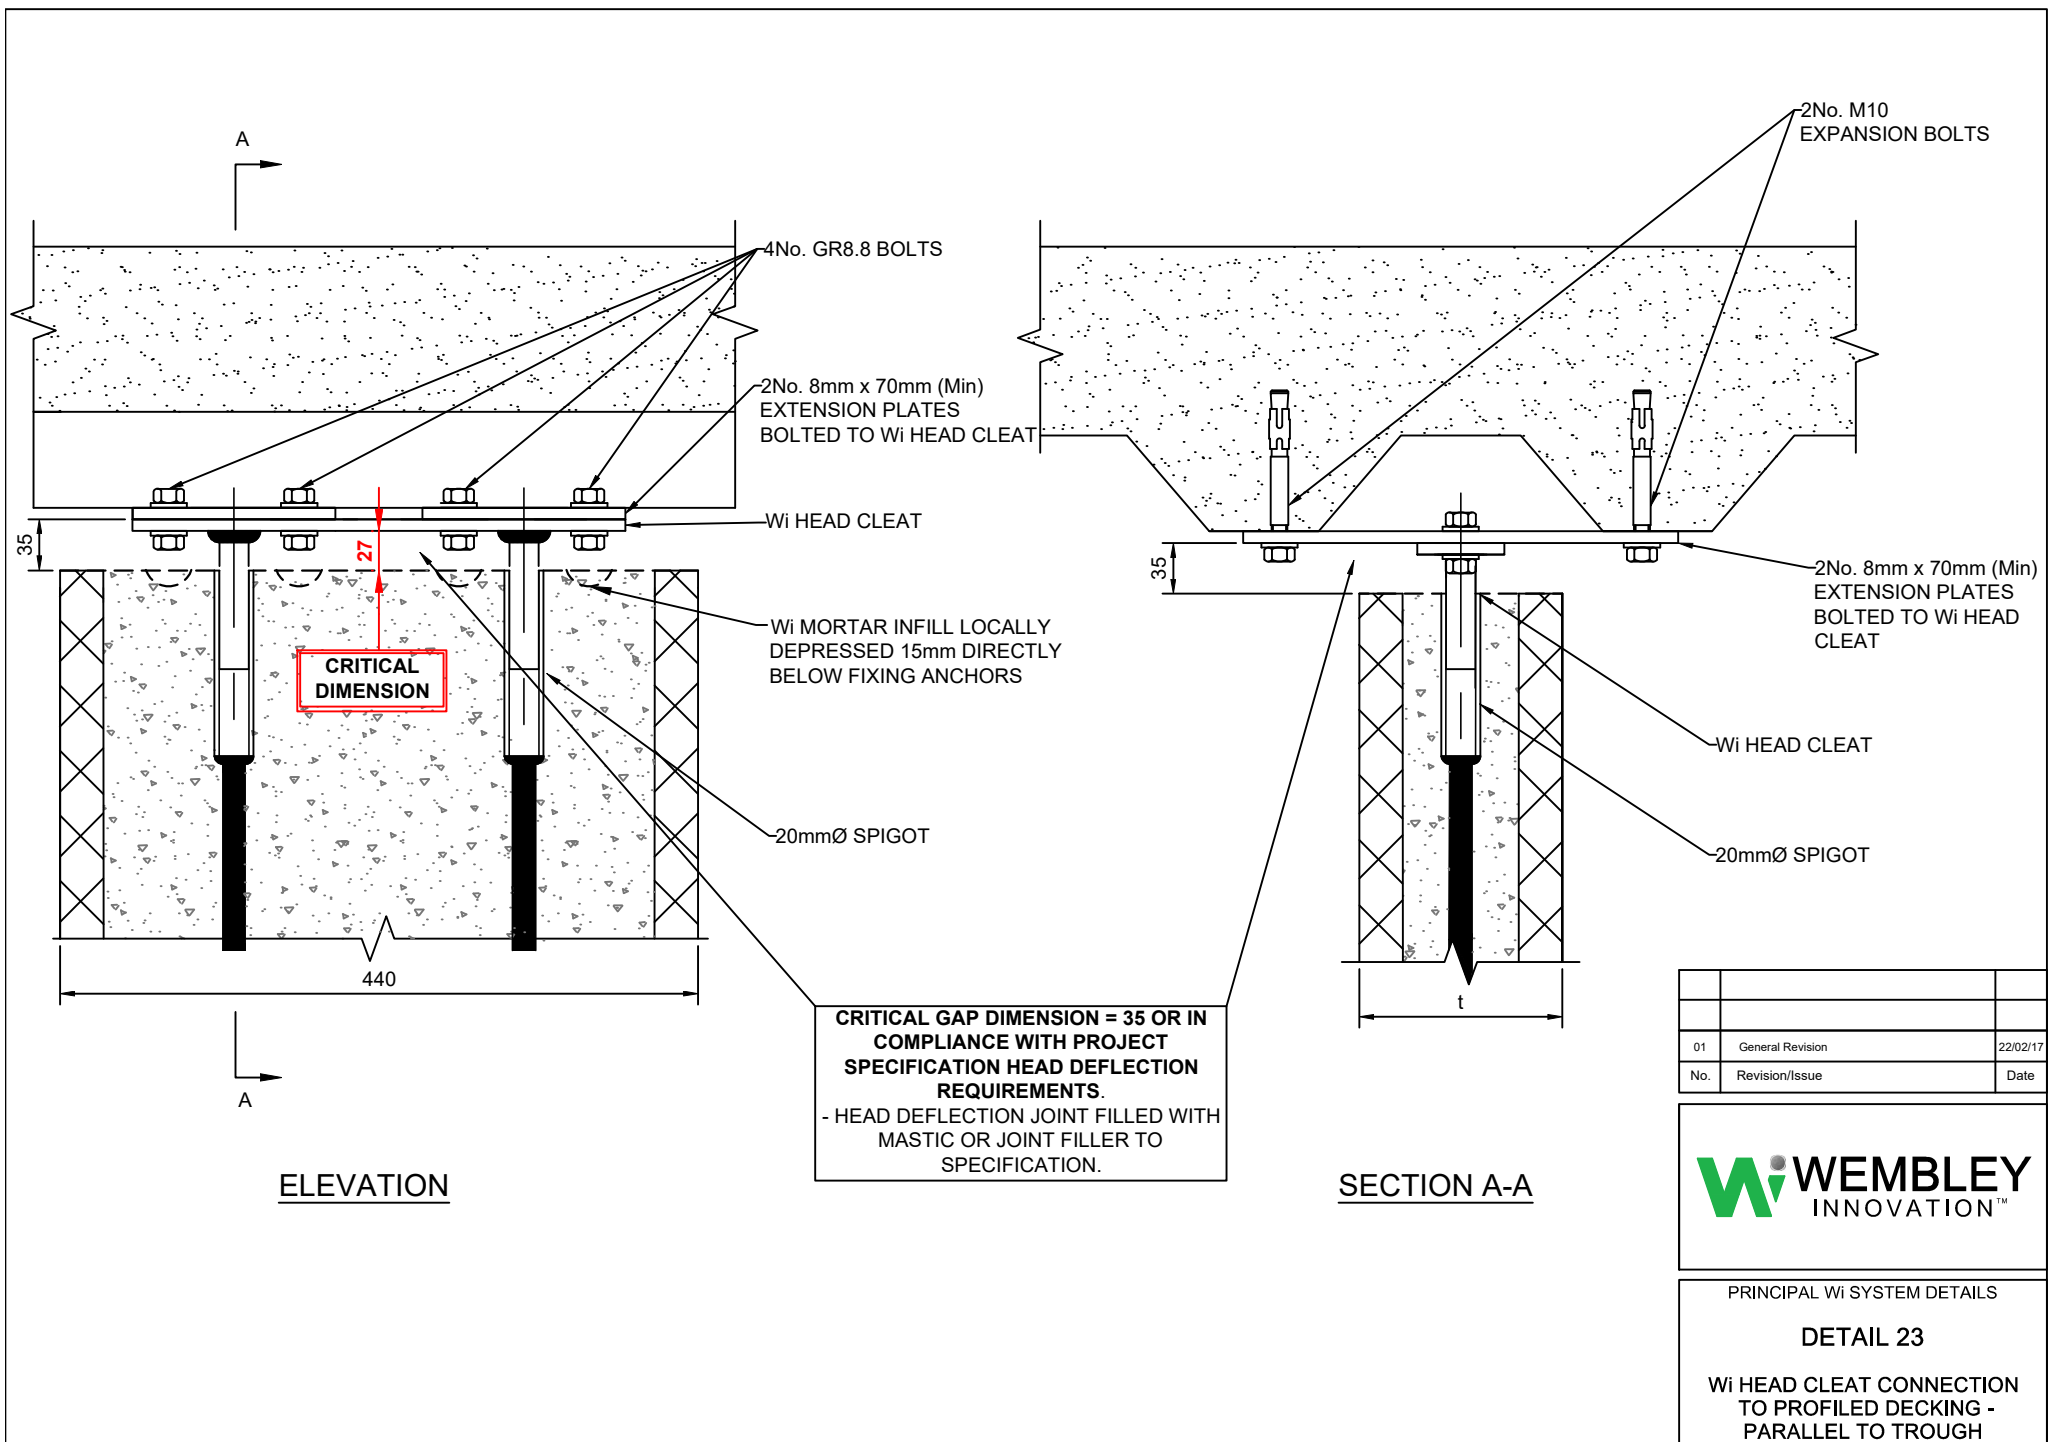 A
4No. GR8.8 BOLTS
2No. 8mm x 70mm (Min)
EXTENSION PLATES
BOLTED TO Wi HEAD CLEAT
Wi HEAD CLEAT
35
27
CRITICAL
DIMENSION
Wi MORTAR INFILL LOCALLY
DEPRESSED 15mm DIRECTLY
BELOW FIXING ANCHORS
20mmØ SPIGOT
440
A
ELEVATION
CRITICAL GAP DIMENSION = 35 OR IN
COMPLIANCE WITH PROJECT
SPECIFICATION HEAD DEFLECTION
REQUIREMENTS.
- HEAD DEFLECTION JOINT FILLED WITH
MASTIC OR JOINT FILLER TO
SPECIFICATION.
2No. M10
EXPANSION BOLTS
35
2No. 8mm x 70mm (Min)
EXTENSION PLATES
BOLTED TO Wi HEAD
CLEAT
Wi HEAD CLEAT
20mmØ SPIGOT
t
SECTION A-A
01 General Revision 22/02/17
No. Revision/Issue Date
Wi WEMBLEY
INNOVATION™
PRINCIPAL Wi SYSTEM DETAILS
DETAIL 23
Wi HEAD CLEAT CONNECTION
TO PROFILED DECKING -
PARALLEL TO TROUGH